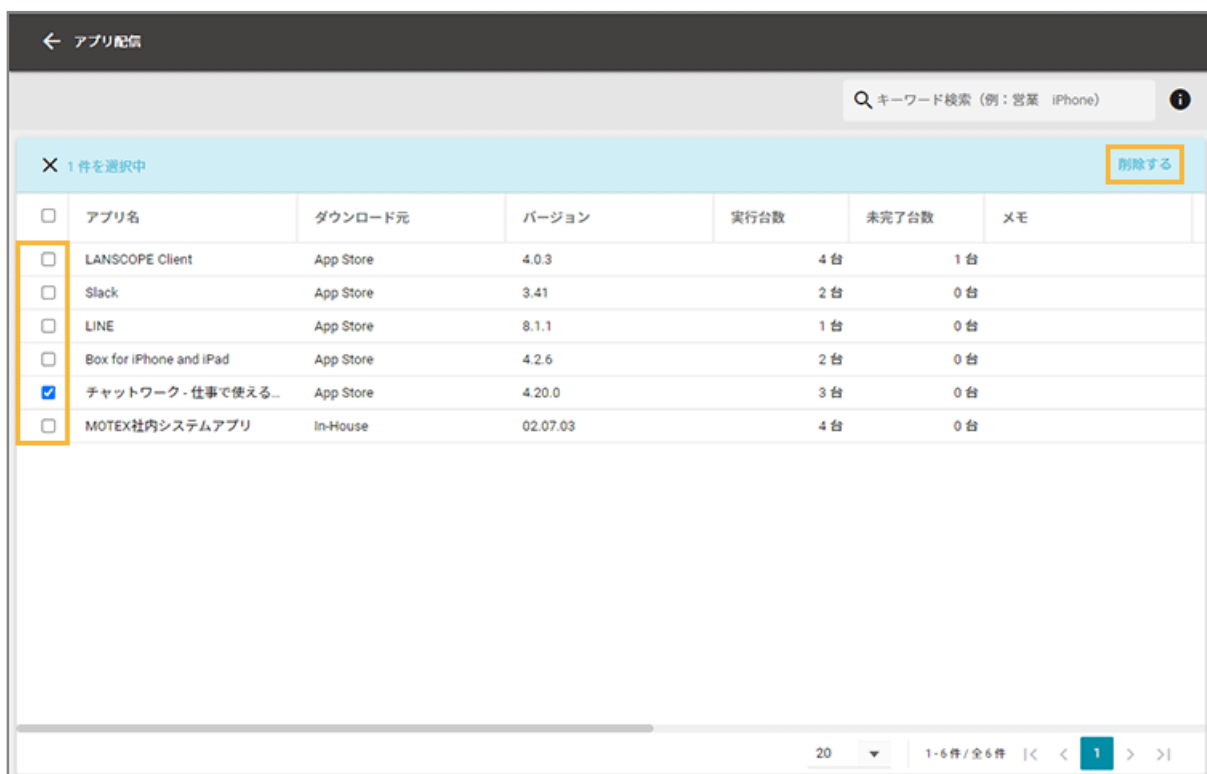 ← アプリ配信
キーワード検索（例：営業　iPhone）
× 1 件を選択中 削除する
アプリ名 ダウンロード元 バージョン 実行台数 未完了台数 メモ
LANSCOPE Client App Store 4.0.3 4 台 1 台
Slack App Store 3.41 2 台 0 台
LINE App Store 8.1.1 1 台 0 台
Box for iPhone and iPad App Store 4.2.6 2 台 0 台
チャットワーク - 仕事で使える... App Store 4.20.0 3 台 0 台
MOTEX社内システムアプリ In-House 02.07.03 4 台 0 台
20 1-6件/全6件 |< < 1 > >|